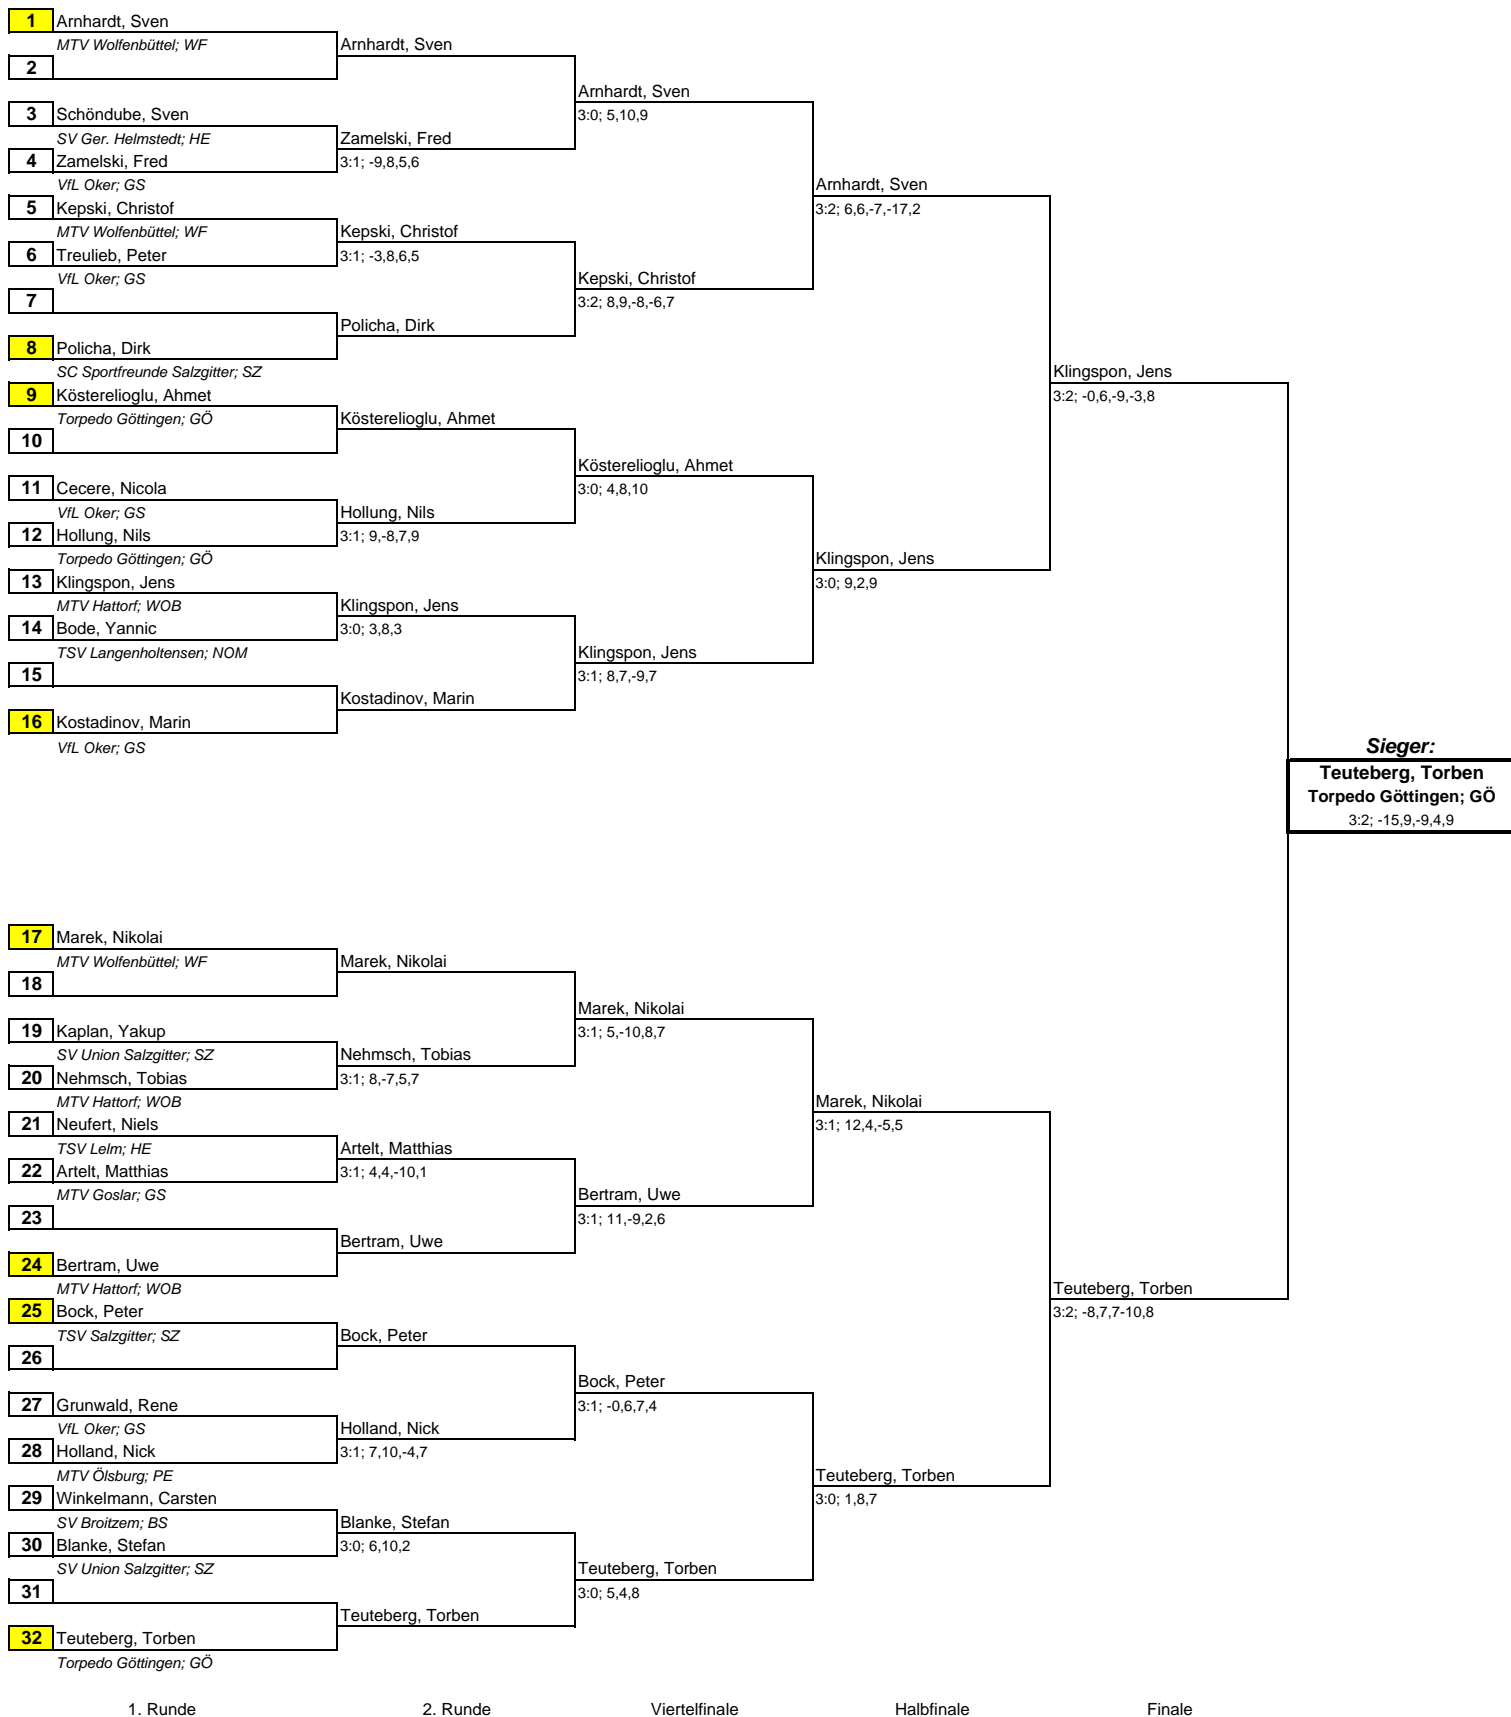 1 Arnhardt, Sven
MTV Wolfenbüttel; WF Arnhardt, Sven
2
Arnhardt, Sven
3 Schöndube, Sven 3:0; 5,10,9
SV Ger. Helmstedt; HE Zamelski, Fred
4 Zamelski, Fred 3:1; -9,8,5,6
VfL Oker; GS Arnhardt, Sven
5 Kepski, Christof 3:2; 6,6,-7,-17,2
MTV Wolfenbüttel; WF Kepski, Christof
6 Treulieb, Peter 3:1; -3,8,6,5
VfL Oker; GS Kepski, Christof
7 3:2; 8,9,-8,-6,7
Policha, Dirk
8 Policha, Dirk
SC Sportfreunde Salzgitter; SZ Klingspon, Jens
9 Kösterelioglu, Ahmet 3:2; -0,6,-9,-3,8
Torpedo Göttingen; GÖ Kösterelioglu, Ahmet
10
Kösterelioglu, Ahmet
11 Cecere, Nicola 3:0; 4,8,10
VfL Oker; GS Hollung, Nils
12 Hollung, Nils 3:1; 9,-8,7,9
Torpedo Göttingen; GÖ Klingspon, Jens
13 Klingspon, Jens 3:0; 9,2,9
MTV Hattorf; WOB Klingspon, Jens
14 Bode, Yannic 3:0; 3,8,3
TSV Langenholtensen; NOM Klingspon, Jens
15 3:1; 8,7,-9,7
Kostadinov, Marin
16 Kostadinov, Marin
VfL Oker; GS Sieger:
Teuteberg, Torben
Torpedo Göttingen; GÖ
3:2; -15,9,-9,4,9
17 Marek, Nikolai
MTV Wolfenbüttel; WF Marek, Nikolai
18
Marek, Nikolai
19 Kaplan, Yakup 3:1; 5,-10,8,7
SV Union Salzgitter; SZ Nehmsch, Tobias
20 Nehmsch, Tobias 3:1; 8,-7,5,7
MTV Hattorf; WOB Marek, Nikolai
21 Neufert, Niels 3:1; 12,4,-5,5
TSV Lelm; HE Artelt, Matthias
22 Artelt, Matthias 3:1; 4,4,-10,1
MTV Goslar; GS Bertram, Uwe
23 3:1; 11,-9,2,6
Bertram, Uwe
24 Bertram, Uwe
MTV Hattorf; WOB Teuteberg, Torben
25 Bock, Peter 3:2; -8,7,7-10,8
TSV Salzgitter; SZ Bock, Peter
26
Bock, Peter
27 Grunwald, Rene 3:1; -0,6,7,4
VfL Oker; GS Holland, Nick
28 Holland, Nick 3:1; 7,10,-4,7
MTV Ölsburg; PE Teuteberg, Torben
29 Winkelmann, Carsten 3:0; 1,8,7
SV Broitzem; BS Blanke, Stefan
30 Blanke, Stefan 3:0; 6,10,2
SV Union Salzgitter; SZ Teuteberg, Torben
31 3:0; 5,4,8
Teuteberg, Torben
32 Teuteberg, Torben
Torpedo Göttingen; GÖ
1. Runde 2. Runde Viertelfinale Halbfinale Finale